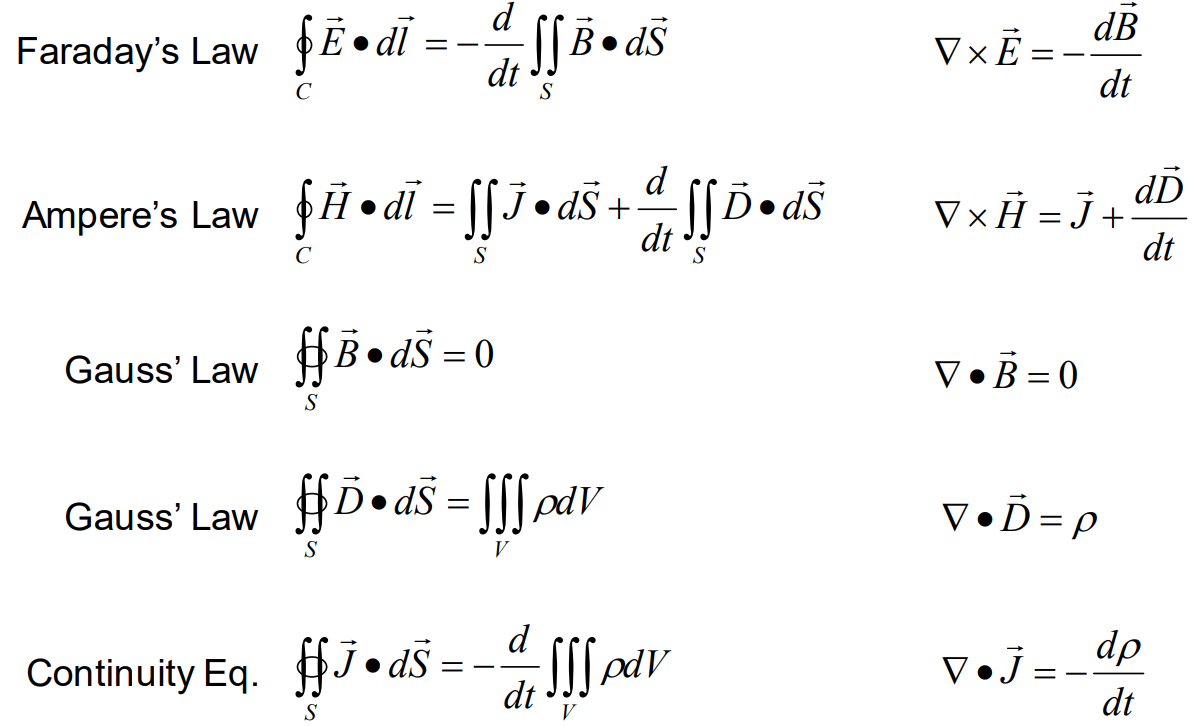 Faraday's Law ∮_C E⃗ • dl⃗ = − d/dt ∬_S B⃗ • dS⃗ ∇ × E⃗ = − dB⃗/dt
Ampere's Law ∮_C H⃗ • dl⃗ = ∬_S J⃗ • dS⃗ + d/dt ∬_S D⃗ • dS⃗ ∇ × H⃗ = J⃗ + dD⃗/dt
Gauss' Law ∯_S B⃗ • dS⃗ = 0 ∇ • B⃗ = 0
Gauss' Law ∯_S D⃗ • dS⃗ = ∭_V ρdV ∇ • D⃗ = ρ
Continuity Eq. ∯_S J⃗ • dS⃗ = − d/dt ∭_V ρdV ∇ • J⃗ = − dρ/dt